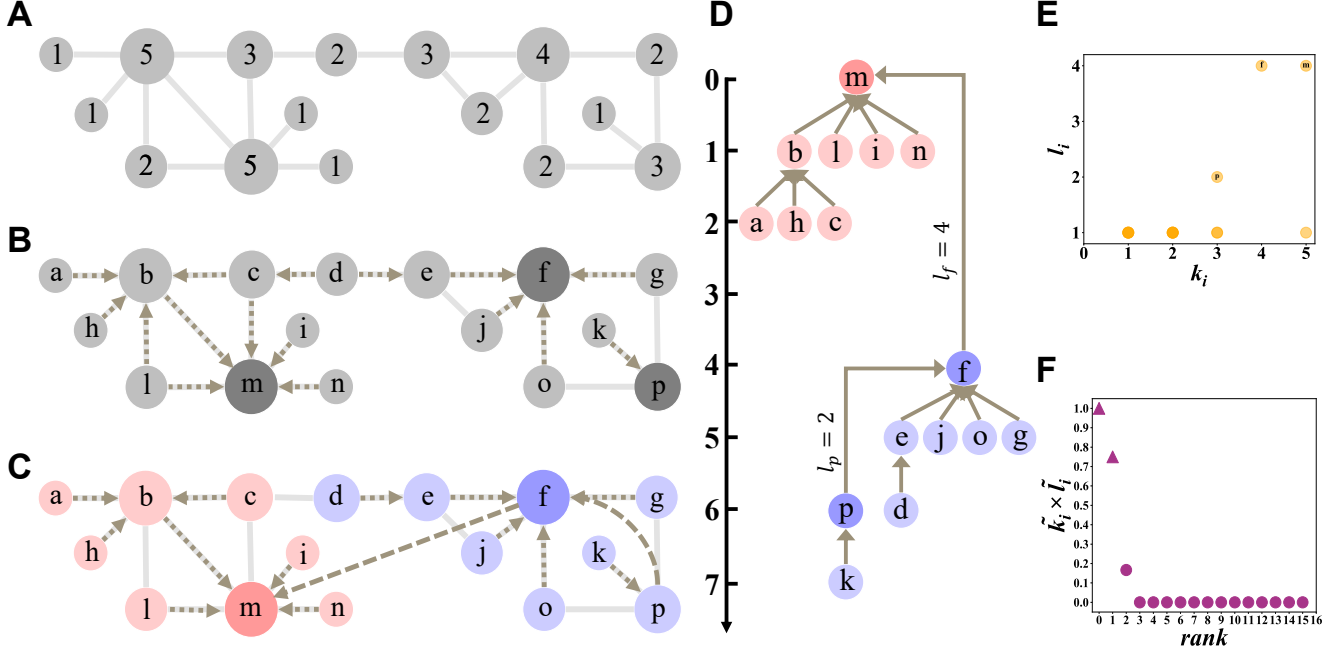 A
1 5 3 2 3 4 2
1 1 2 1
2 5 1 2 3
B
a b c d e f g
h i j k
l m n o p
C
a b c d e f g
h i j k
l m n o p
D
0 m
1 b l i n
2 a h c
l_f = 4
3
4 f
l_p = 2
5 e j o g
6 p d
7 k
E
4 f m
3
l_i
2 p
1
0 1 2 3 4 5
k_i
F
1.0
0.9
0.8
0.7
0.6
0.5
k̃_i × l̃_i
0.4
0.3
0.2
0.1
0.0
0 1 2 3 4 5 6 7 8 9 10 11 12 13 14 15 16
rank